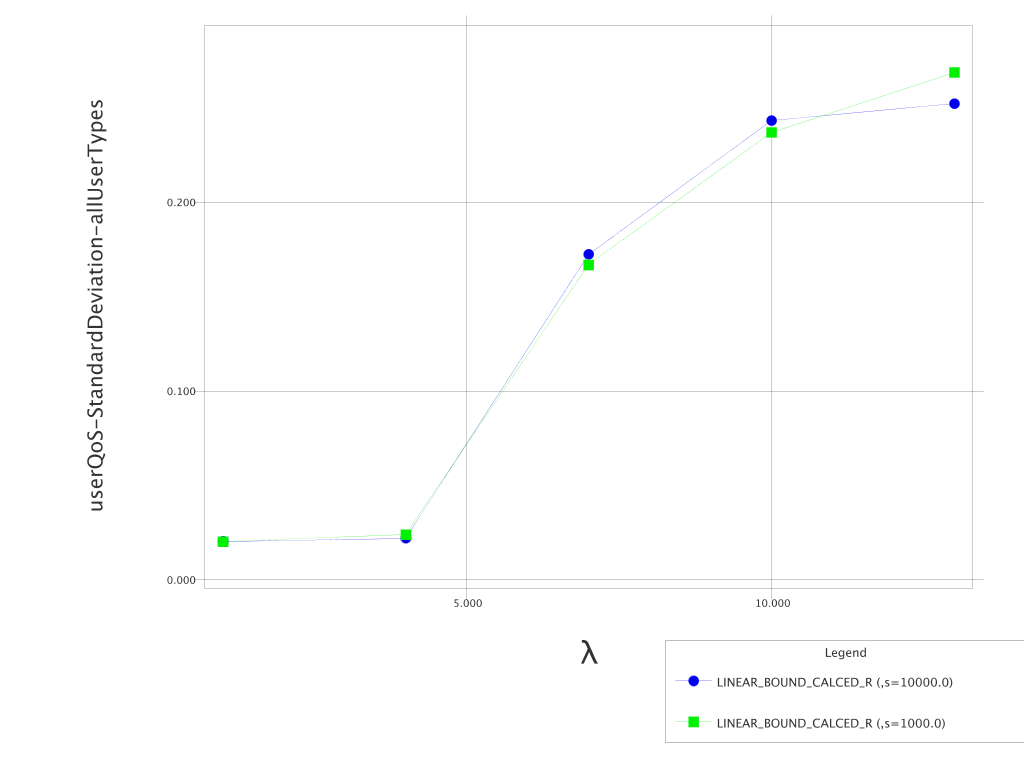 userQoS-StandardDeviation-allUserTypes
0.200
0.100
0.000
5.000
10.000
λ
Legend
LINEAR_BOUND_CALCED_R (,s=10000.0)
LINEAR_BOUND_CALCED_R (,s=1000.0)